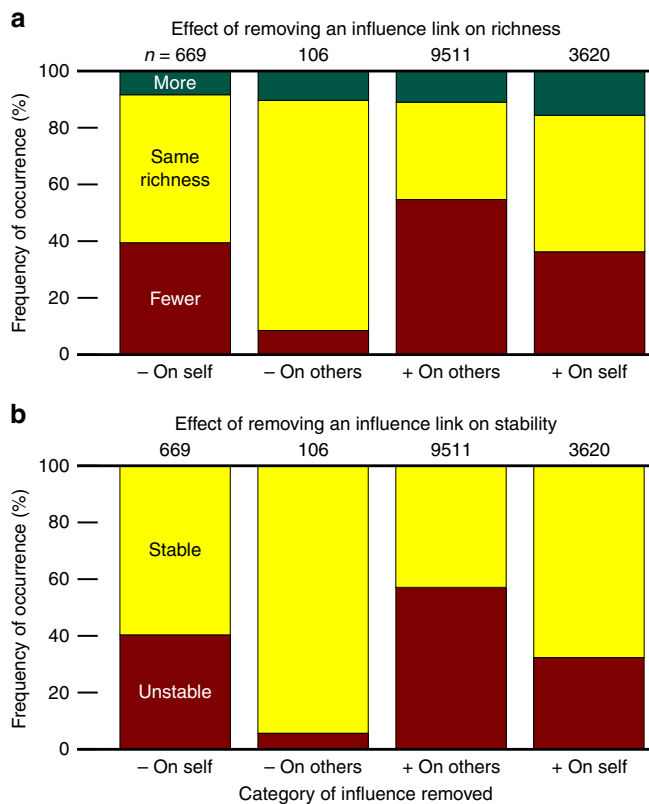 a
Effect of removing an influence link on richness
n = 669 106 9511 3620
Frequency of occurrence (%)
100
80
60
40
20
0
More
Same
richness
Fewer
– On self – On others + On others + On self
b
Effect of removing an influence link on stability
669 106 9511 3620
Frequency of occurrence (%)
100
80
60
40
20
0
Stable
Unstable
– On self – On others + On others + On self
Category of influence removed